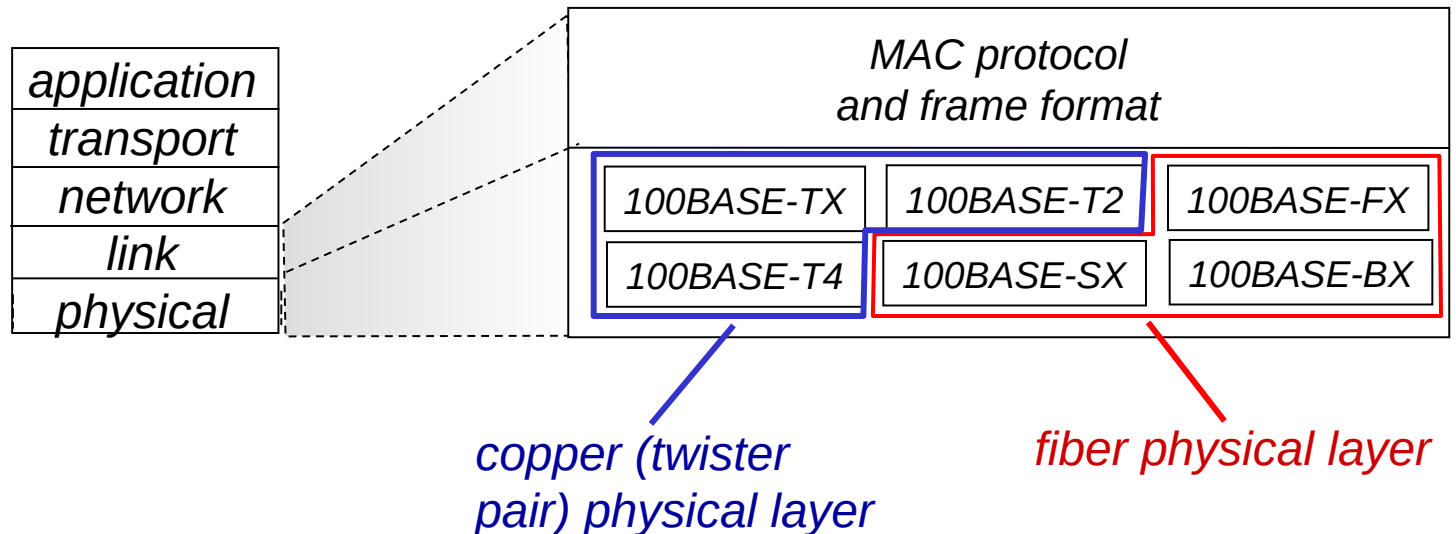 application
transport
network
link
physical
MAC protocol
and frame format
100BASE-TX
100BASE-T2
100BASE-FX
100BASE-T4
100BASE-SX
100BASE-BX
copper (twister
pair) physical layer
fiber physical layer